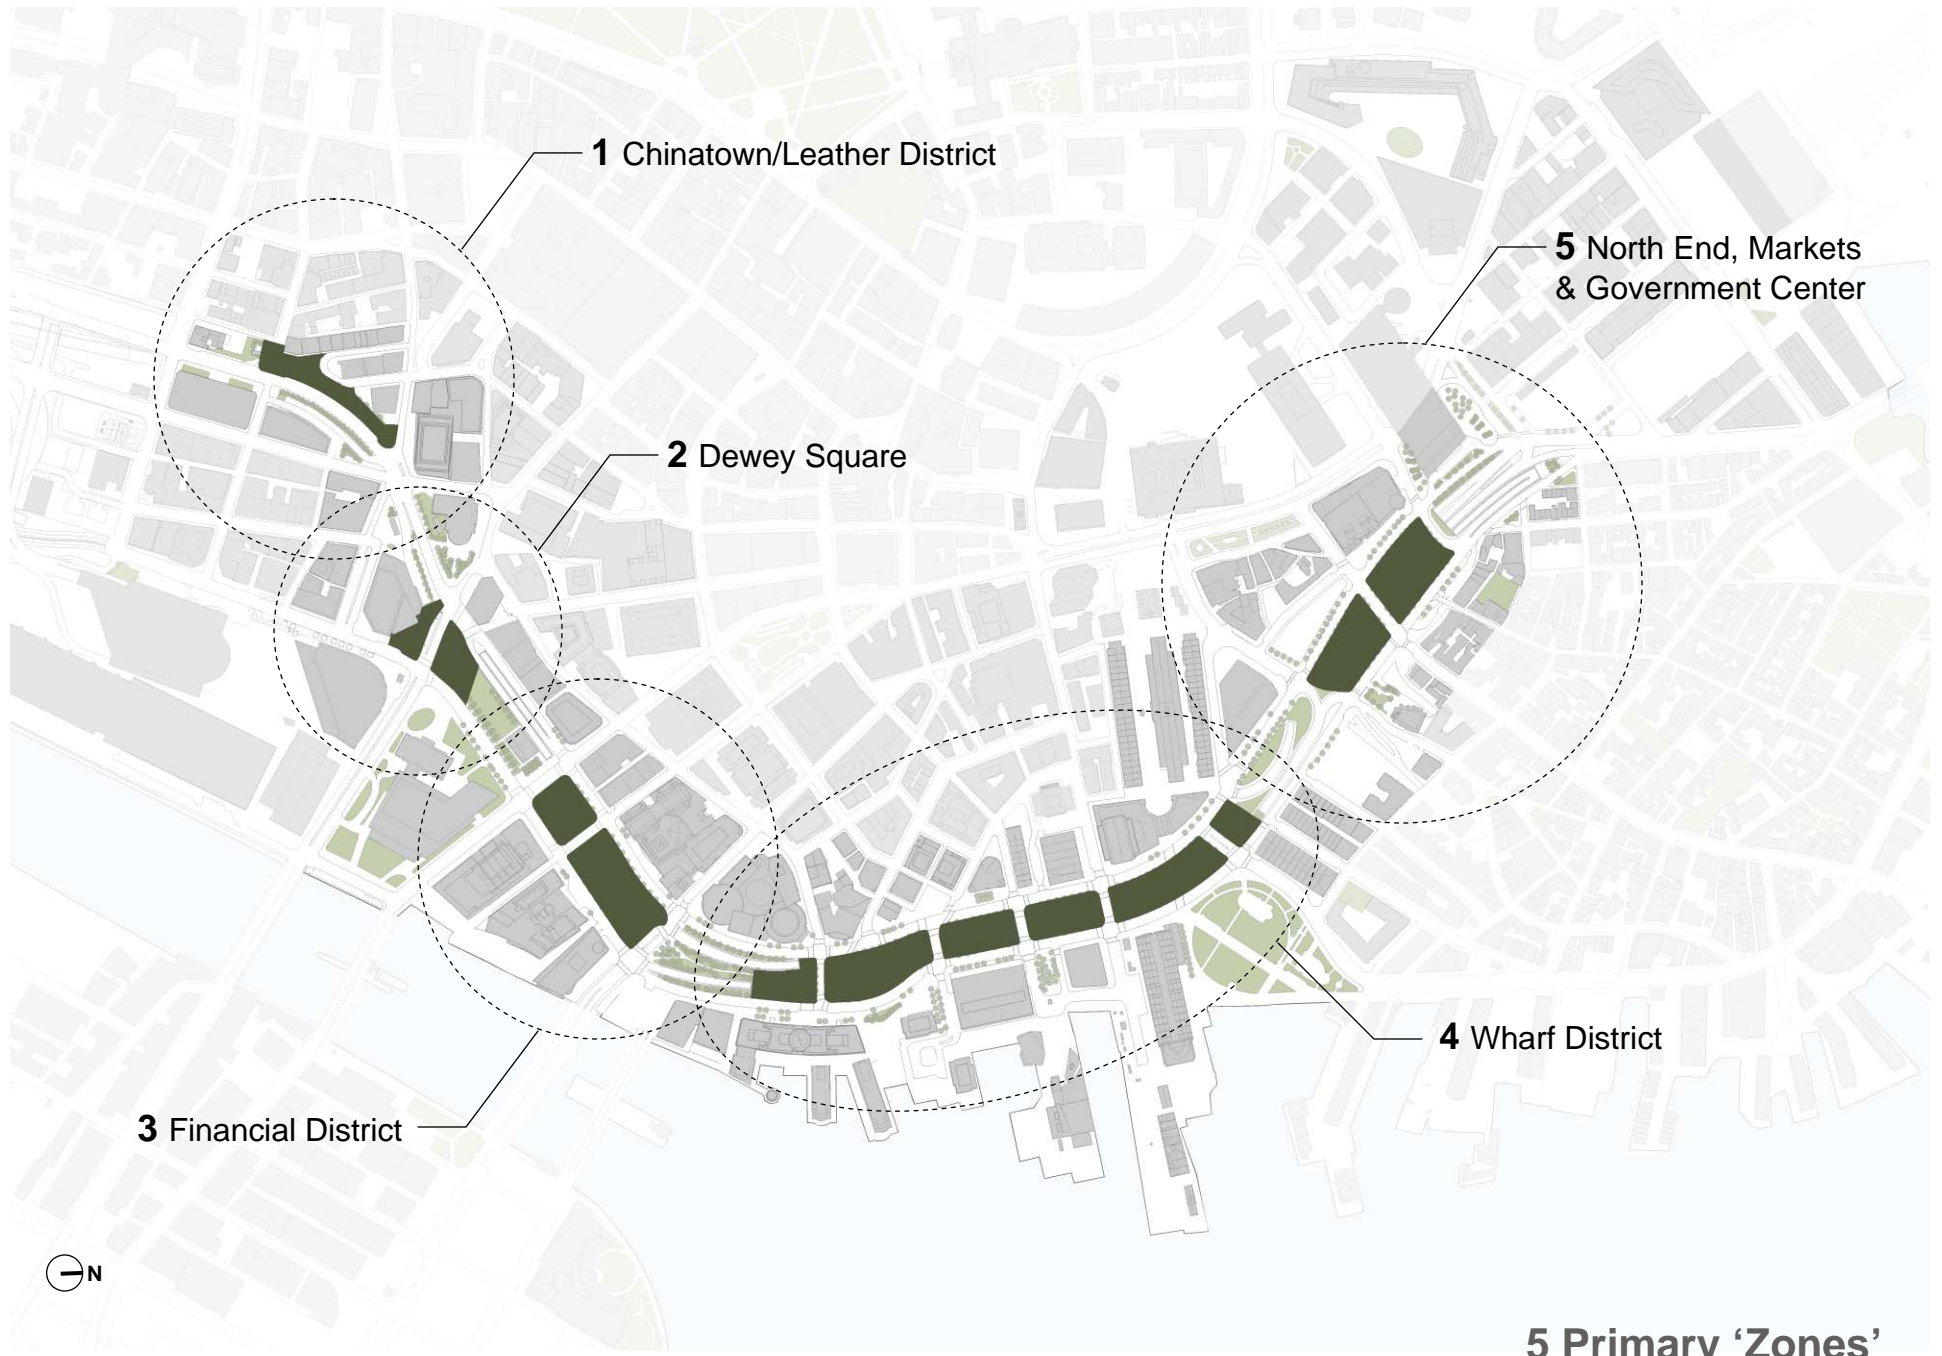 1 Chinatown/Leather District
5 North End, Markets
& Government Center
2 Dewey Square
4 Wharf District
3 Financial District
N
5 Primary ‘Zones’